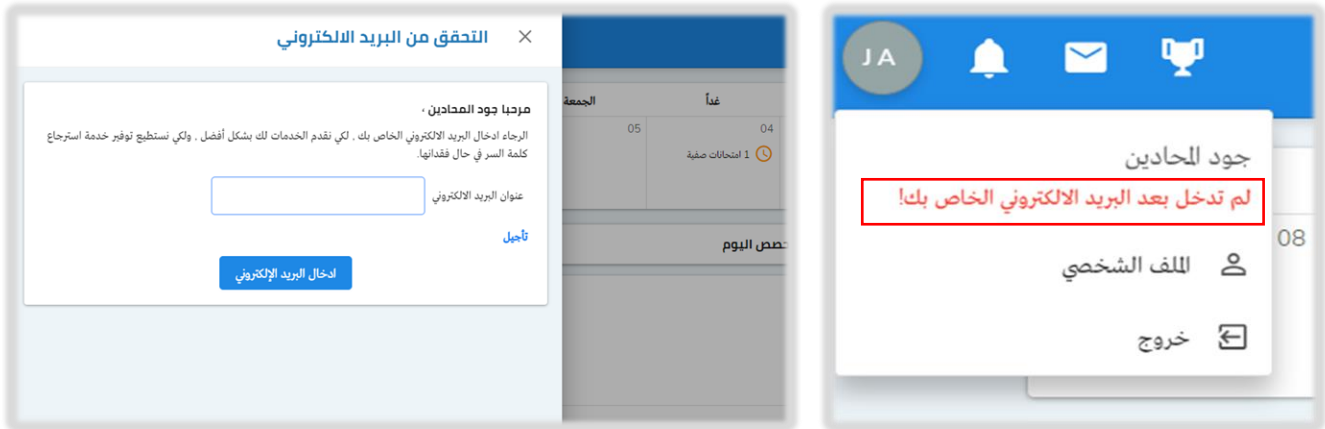 JA
جود المحادين
لم تدخل بعد البريد الالكتروني الخاص بك!
08
الملف الشخصي
خروج
التحقق من البريد الالكتروني
مرحبا جود المحادين ،
الرجاء ادخال البريد الالكتروني الخاص بك , لكي نقدم الخدمات لك بشكل أفضل , ولكي نستطيع توفير خدمة استرجاع
كلمة السر في حال فقدانها.
عنوان البريد الالكتروني
تأجيل
ادخال البريد الإلكتروني
غداً
الجمعة
04
05
1 امتحانات صفية
حصص اليوم